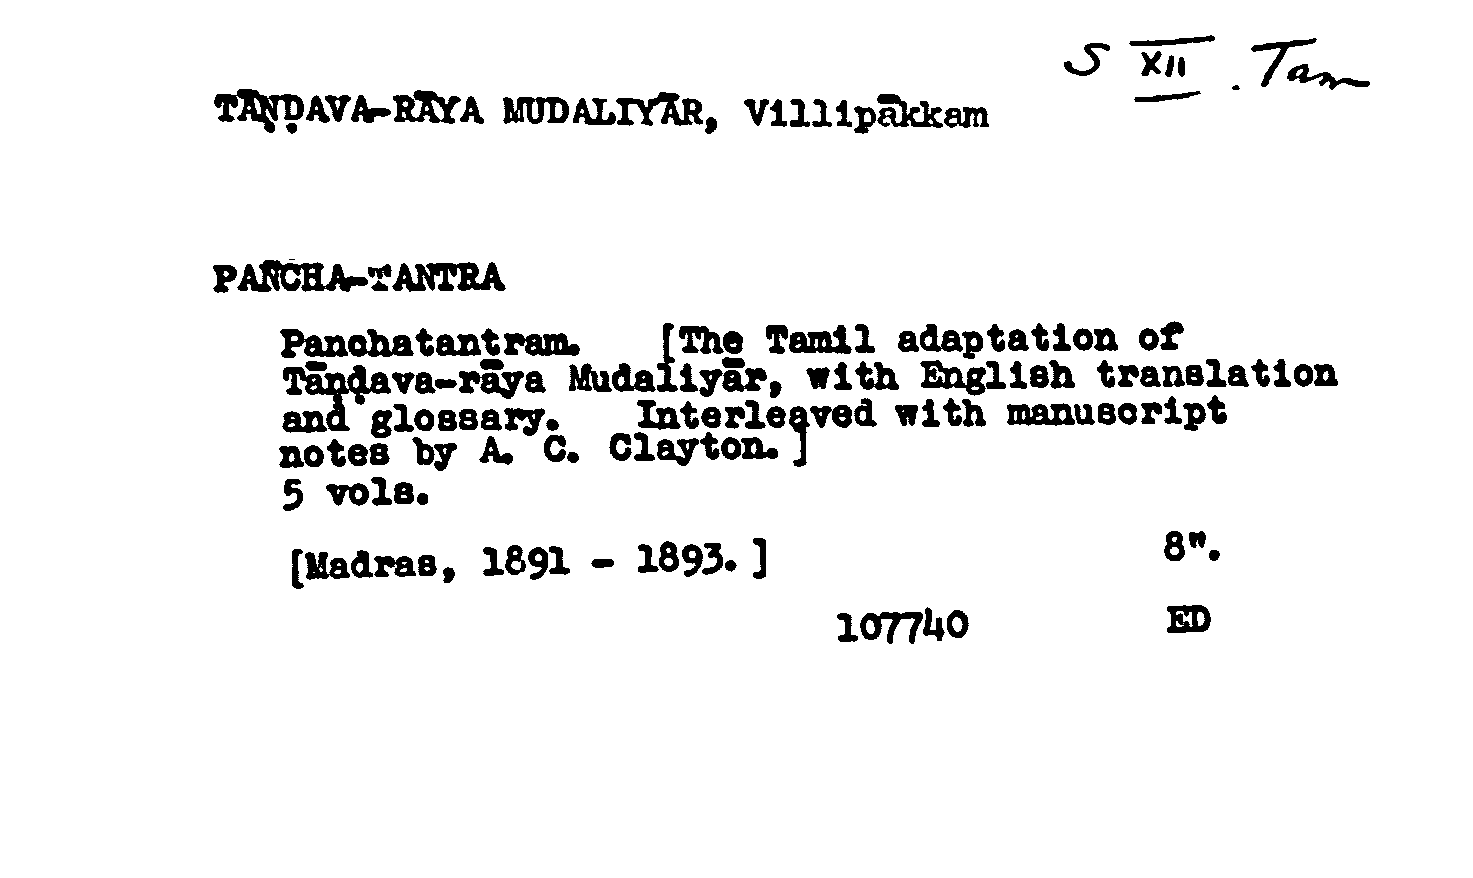 S XII . Tam
TĀṆḌAVA-RĀYA MUDALIYĀR, Villipākkam
PAÑCHA-TANTRA
Panchatantram. [The Tamil adaptation of
Tāṇḍava-rāya Mudaliyār, with English translation
and glossary. Interleaved with manuscript
notes by A. C. Clayton.]
5 vols.
[Madras, 1891 - 1893.] 8".
107740 ED